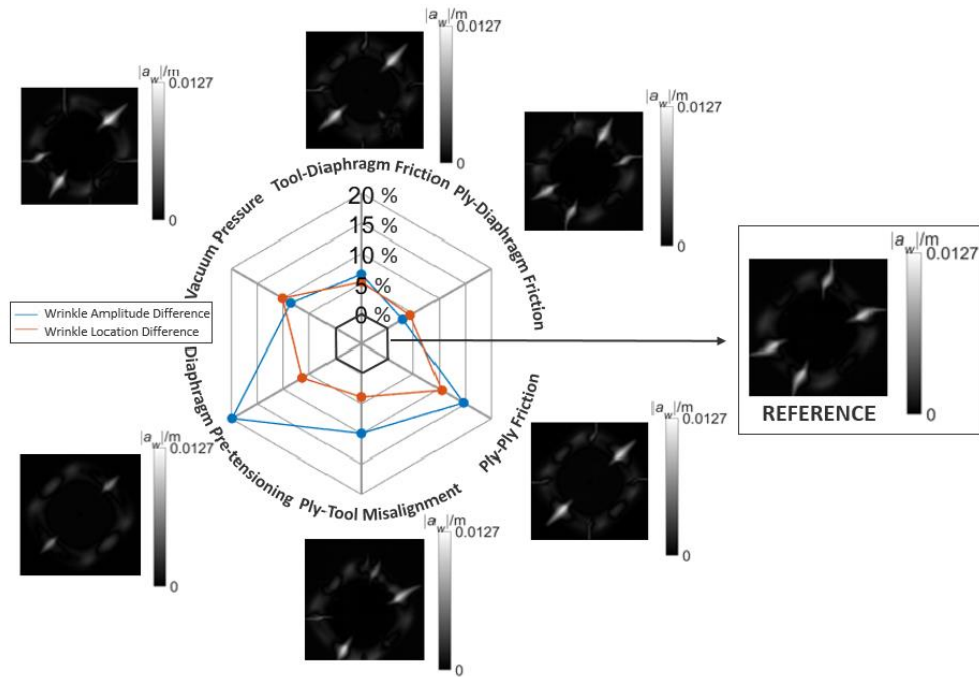 |a_w|/m
0.0127
0
|a_w|/m
0.0127
0
|a_w|/m
0.0127
0
Tool-Diaphragm Friction
Ply-Diaphragm Friction
Vacuum Pressure
20 %
15 %
10 %
5 %
0 %
Wrinkle Amplitude Difference
Wrinkle Location Difference
|a_w|/m
0.0127
0
REFERENCE
Diaphragm Pre-tensioning
Ply-Tool Misalignment
Ply-Ply Friction
|a_w|/m
0.0127
0
|a_w|/m
0.0127
0
|a_w|/m
0.0127
0